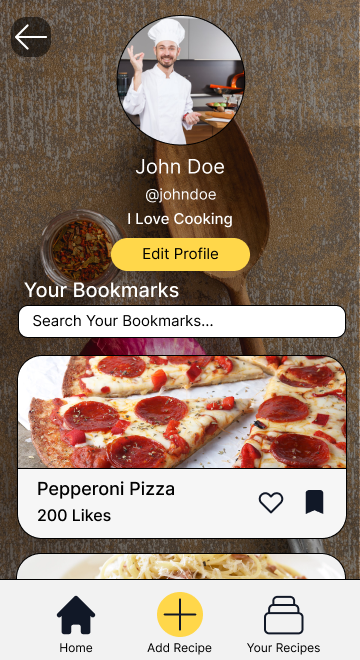 John Doe
@johndoe
I Love Cooking
Edit Profile
Your Bookmarks
Search Your Bookmarks...
Pepperoni Pizza
200 Likes
Home
Add Recipe
Your Recipes